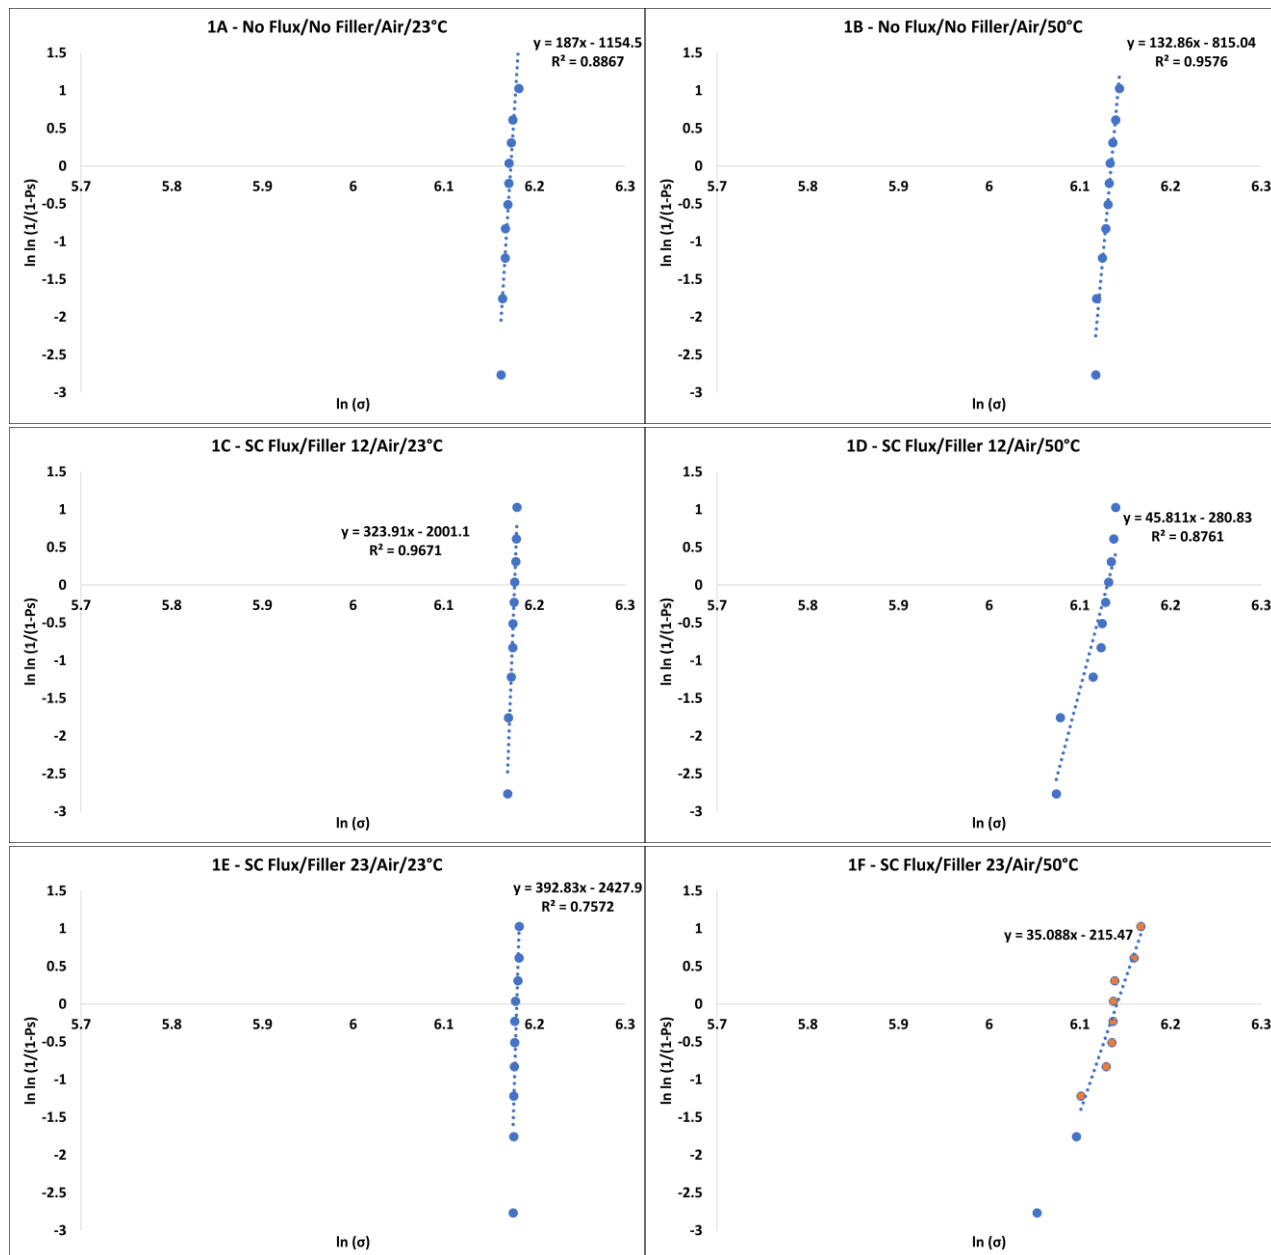 1A - No Flux/No Filler/Air/23°C
y = 187x - 1154.5
R² = 0.8867
1.5
1
0.5
0
-0.5
-1
-1.5
-2
-2.5
-3
5.7 5.8 5.9 6 6.1 6.2 6.3
ln ln (1/(1-Ps)
ln (σ)
1B - No Flux/No Filler/Air/50°C
y = 132.86x - 815.04
R² = 0.9576
1.5
1
0.5
0
-0.5
-1
-1.5
-2
-2.5
-3
5.7 5.8 5.9 6 6.1 6.2 6.3
ln ln (1/(1-Ps)
ln (σ)
1C - SC Flux/Filler 12/Air/23°C
y = 323.91x - 2001.1
R² = 0.9671
1.5
1
0.5
0
-0.5
-1
-1.5
-2
-2.5
-3
5.7 5.8 5.9 6 6.1 6.2 6.3
ln ln (1/(1-Ps)
ln (σ)
1D - SC Flux/Filler 12/Air/50°C
y = 45.811x - 280.83
R² = 0.8761
1.5
1
0.5
0
-0.5
-1
-1.5
-2
-2.5
-3
5.7 5.8 5.9 6 6.1 6.2 6.3
ln ln (1/(1-Ps)
ln (σ)
1E - SC Flux/Filler 23/Air/23°C
y = 392.83x - 2427.9
R² = 0.7572
1.5
1
0.5
0
-0.5
-1
-1.5
-2
-2.5
-3
5.7 5.8 5.9 6 6.1 6.2 6.3
ln ln (1/(1-Ps)
ln (σ)
1F - SC Flux/Filler 23/Air/50°C
y = 35.088x - 215.47
1.5
1
0.5
0
-0.5
-1
-1.5
-2
-2.5
-3
5.7 5.8 5.9 6 6.1 6.2 6.3
ln ln (1/(1-Ps)
ln (σ)